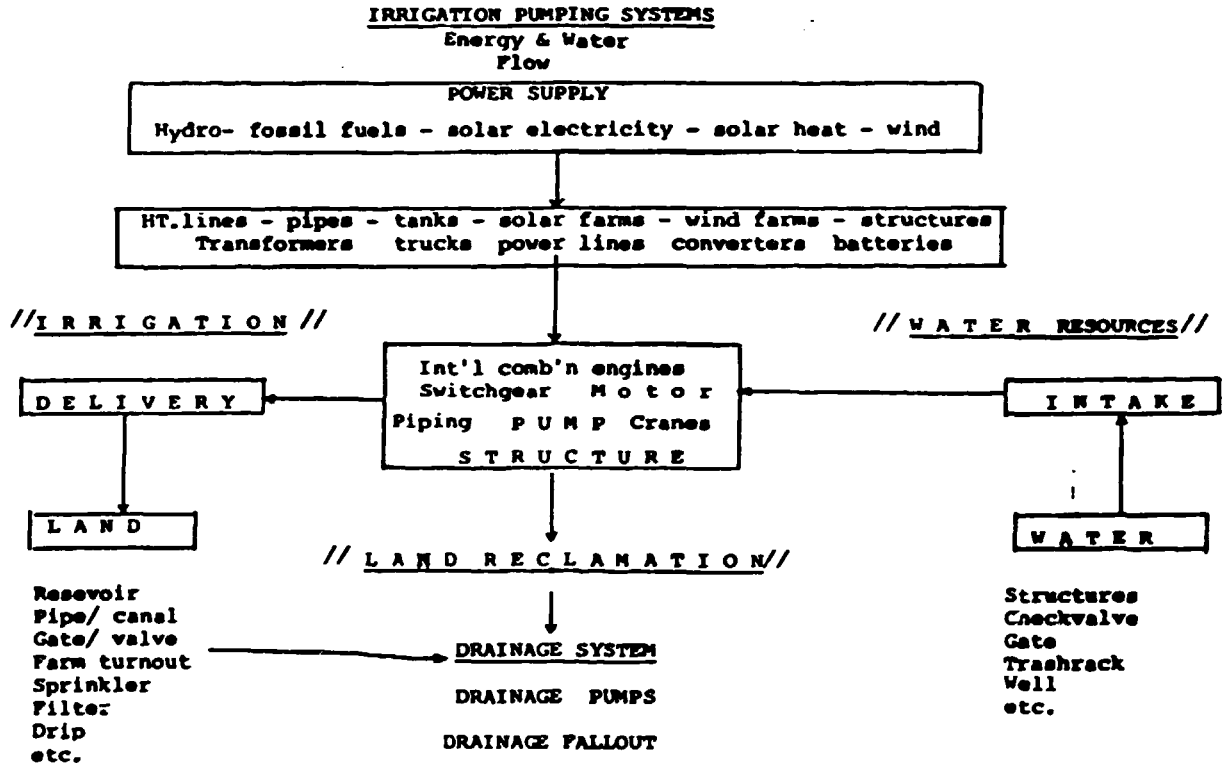 IRRIGATION PUMPING SYSTEMS
Energy & Water
Flow
POWER SUPPLY
Hydro- fossil fuels - solar electricity - solar heat - wind
HT.lines - pipes - tanks - solar farms - wind farms - structures
Transformers trucks power lines converters batteries
//I R R I G A T I O N //
// W A T E R RESOURCES//
Int'l comb'n engines
Switchgear M o t o r
Piping P U M P Cranes
S T R U C T U R E
D E L I V E R Y
I N T A K E
L A N D
W A T E R
// L A N D R E C L A M A T I O N//
Resevoir
Pipe/ canal
Gate/ valve
Farm turnout
Sprinkler
Filter
Drip
etc.
DRAINAGE SYSTEM
DRAINAGE PUMPS
DRAINAGE FALLOUT
Structures
Checkvalve
Gate
Trashrack
Well
etc.